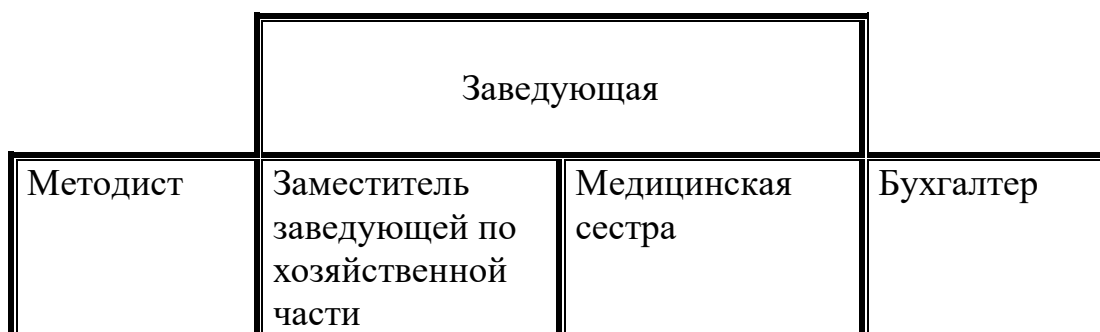 Заведующая
Методист
Заместитель
заведующей по
хозяйственной
части
Медицинская
сестра
Бухгалтер